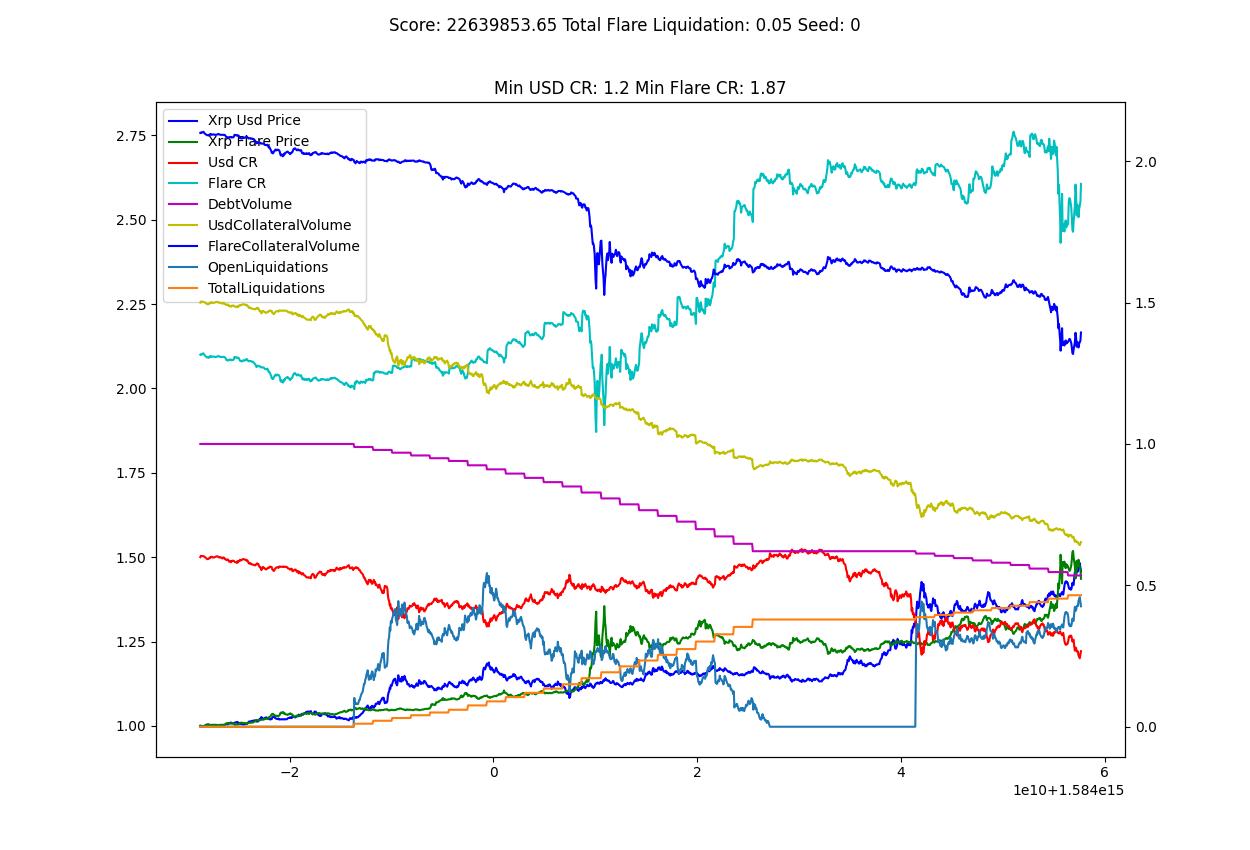 Score: 22639853.65 Total Flare Liquidation: 0.05 Seed: 0
Min USD CR: 1.2 Min Flare CR: 1.87
Xrp Usd Price
Xrp Flare Price
Usd CR
Flare CR
DebtVolume
UsdCollateralVolume
FlareCollateralVolume
OpenLiquidations
TotalLiquidations
2.75
2.50
2.25
2.00
1.75
1.50
1.25
1.00
2.0
1.5
1.0
0.5
0.0
−2 0 2 4 6
1e10+1.584e15